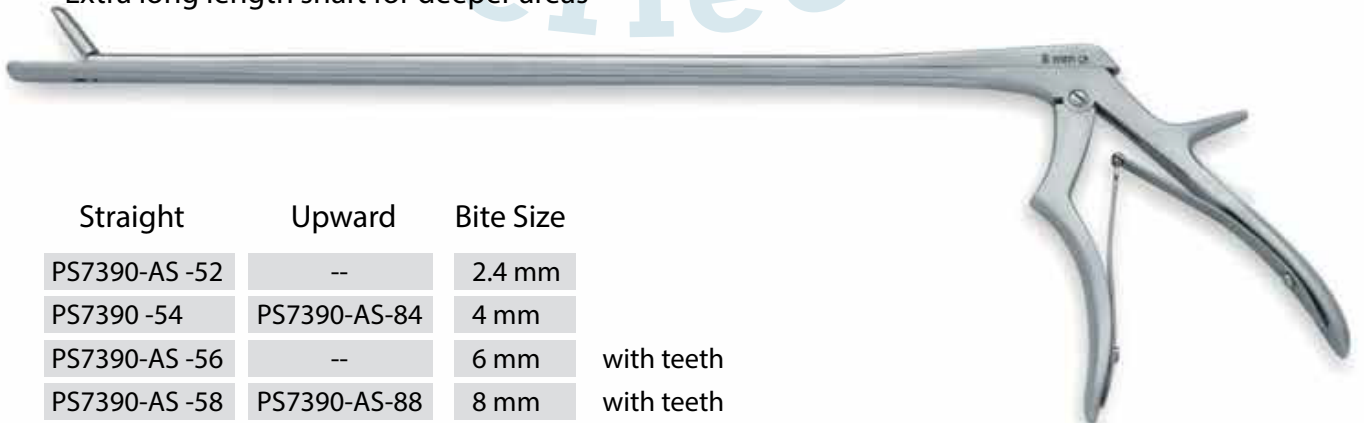 Extra long length shaft for deeper areas
Straight Upward Bite Size
PS7390-AS -52 -- 2.4 mm
PS7390 -54 PS7390-AS-84 4 mm
PS7390-AS -56 -- 6 mm with teeth
PS7390-AS -58 PS7390-AS-88 8 mm with teeth